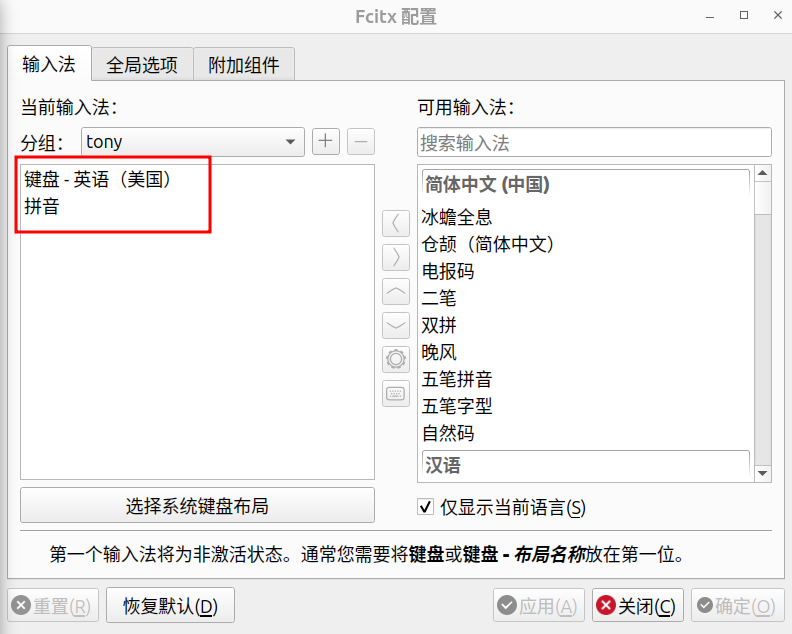 Fcitx 配置
输入法 全局选项 附加组件
当前输入法：
分组： tony
键盘 - 英语（美国）
拼音
选择系统键盘布局
可用输入法：
搜索输入法
简体中文 (中国)
冰蟾全息
仓颉（简体中文）
电报码
二笔
双拼
晚风
五笔拼音
五笔字型
自然码
汉语
仅显示当前语言(S)
第一个输入法将为非激活状态。通常您需要将键盘或键盘 - 布局名称放在第一位。
重置(R) 恢复默认(D) 应用(A) 关闭(C) 确定(O)